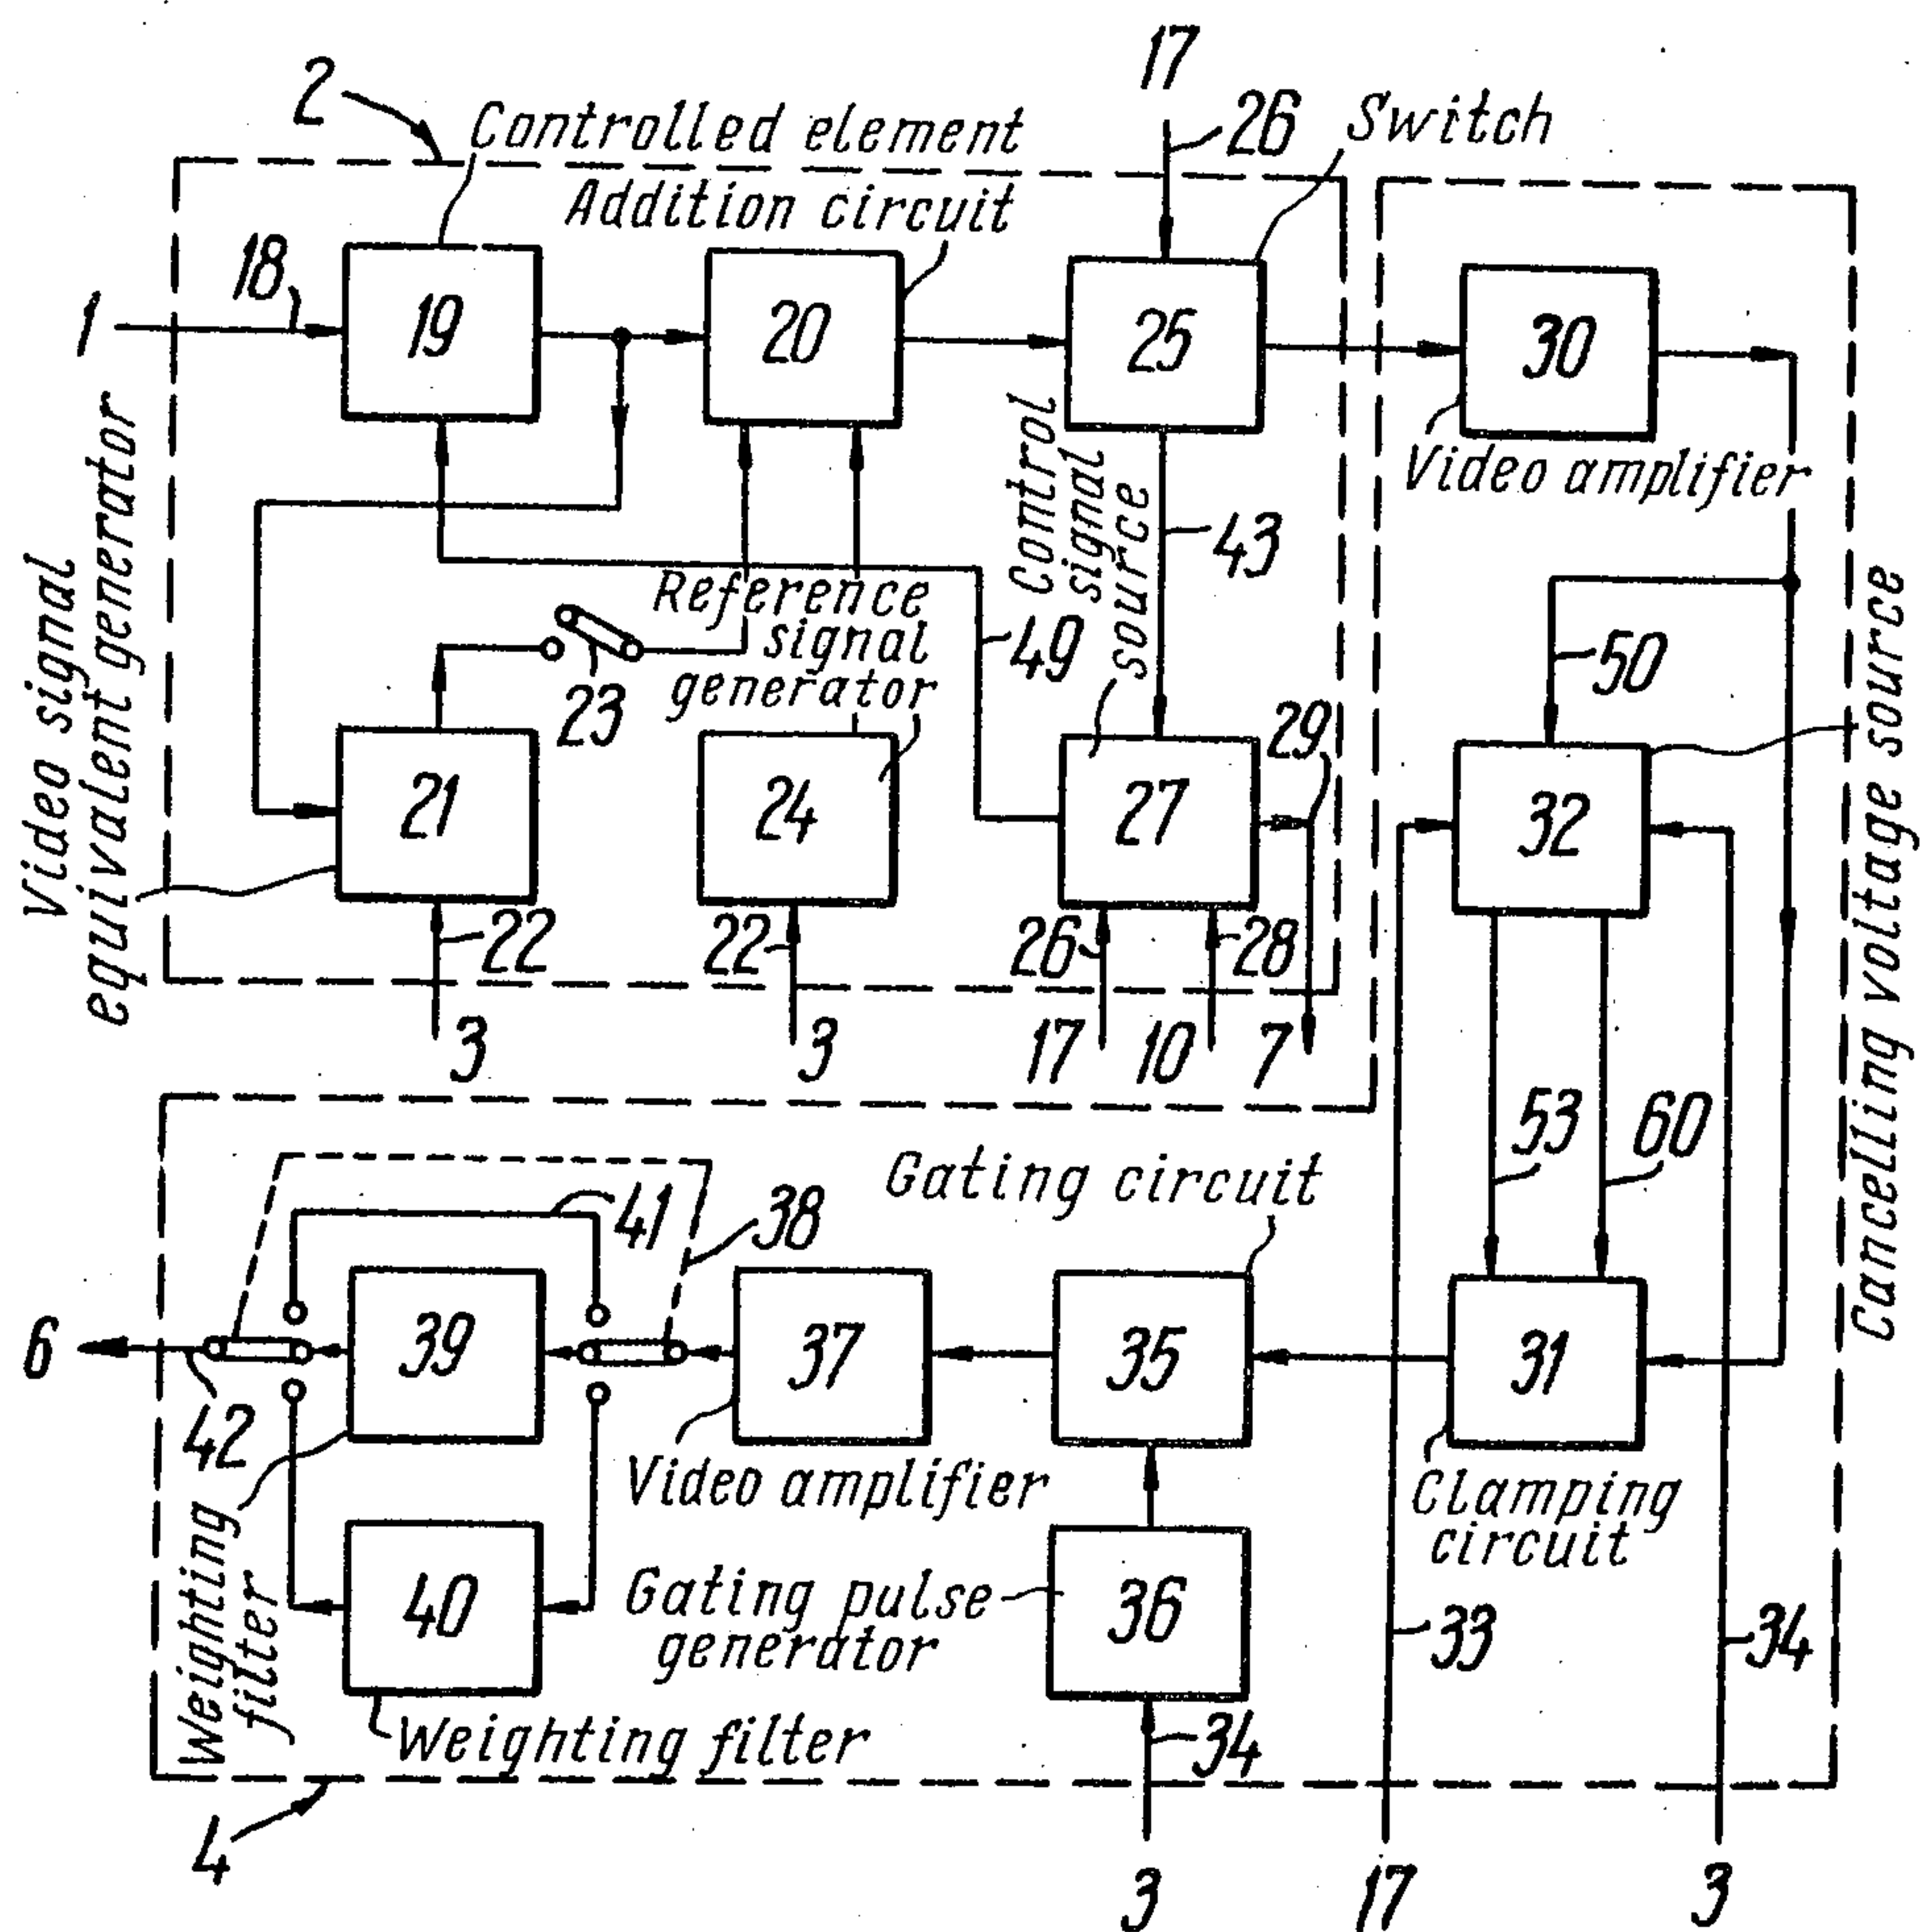 17
2
26
Switch
Controlled element
Addition circuit
18
1
19
20
25
30
Video amplifier
Control
signal
source
43
Reference
signal
generator
49
50
23
29
Video signal
equivalent generator
21
24
27
32
Cancelling voltage source
22
22
26
28
3
3
17
10
7
53
60
Gating circuit
41
38
6
39
37
35
31
42
Video amplifier
Clamping
circuit
Weighting
filter
40
Gating pulse
generator
36
33
34
Weighting filter
34
4
3
17
3